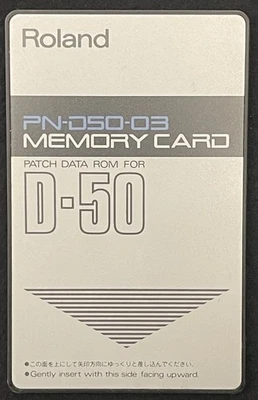 Roland
PN-D50-03
MEMORY CARD
PATCH DATA ROM FOR
D-50
●この面を上にして矢印方向にゆっくりと差し込んでください。
●Gently insert with this side facing upward.